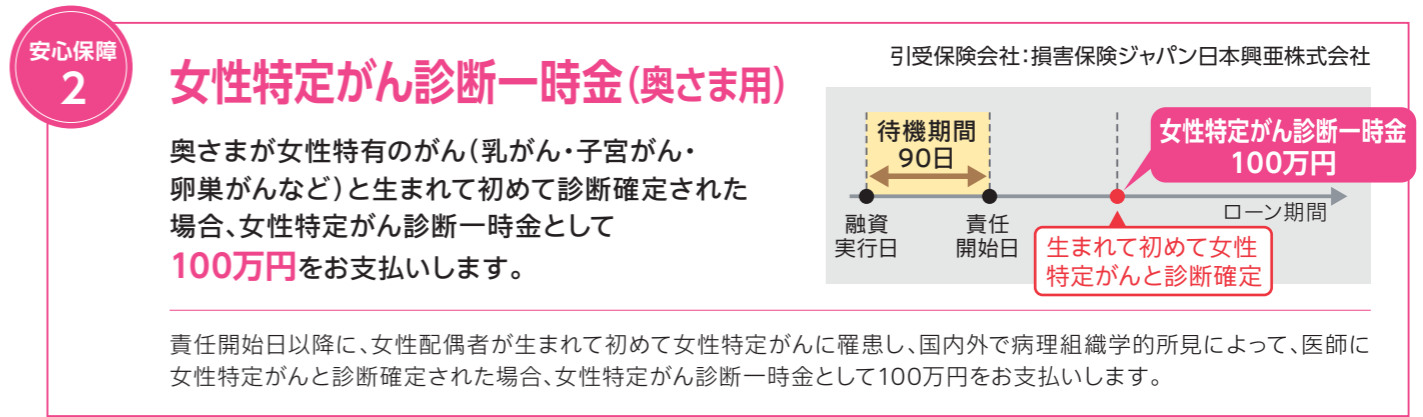 安心保障
2
女性特定がん診断一時金(奥さま用)
奥さまが女性特有のがん(乳がん・子宮がん・
卵巣がんなど)と生まれて初めて診断確定された
場合、女性特定がん診断一時金として
100万円をお支払いします。
引受保険会社:損害保険ジャパン日本興亜株式会社
待機期間
90日
女性特定がん診断一時金
100万円
ローン期間
融資
実行日
責任
開始日
生まれて初めて女性
特定がんと診断確定
責任開始日以降に、女性配偶者が生まれて初めて女性特定がんに罹患し、国内外で病理組織学的所見によって、医師に
女性特定がんと診断確定された場合、女性特定がん診断一時金として100万円をお支払いします。